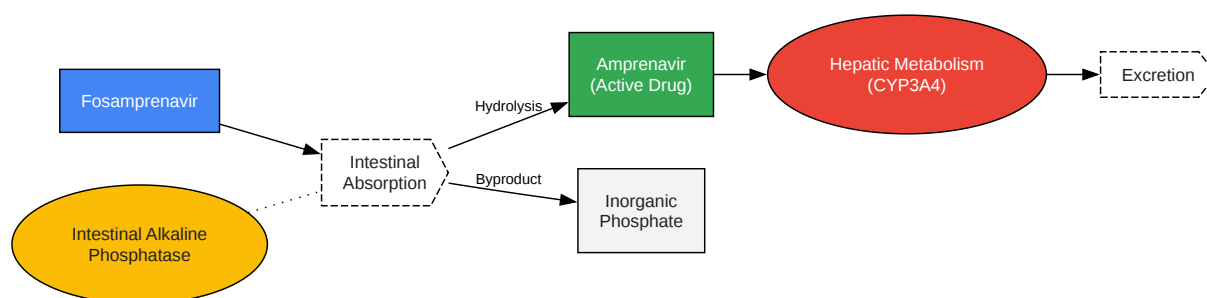 Fosamprenavir
Intestinal Alkaline
Phosphatase
Intestinal
Absorption
Hydrolysis
Byproduct
Amprenavir
(Active Drug)
Inorganic
Phosphate
Hepatic Metabolism
(CYP3A4)
Excretion